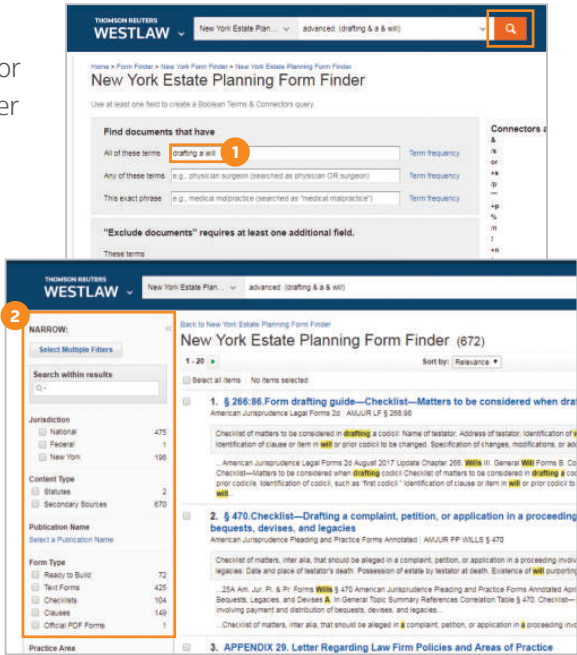 or
er
THOMSON REUTERS
WESTLAW
New York Estate Plan...
advanced: (drafting & a & will)
Home > Form Finder > New York Form Finder > New York Estate Planning Form Finder
New York Estate Planning Form Finder
Use at least one field to create a Boolean Terms & Connectors query.
Find documents that have
Connectors a
&
/s
or
+s
/p
""
+p
%
/n
!
+n
All of these terms
drafting a will
1
Term frequency
Any of these terms
e.g., physician surgeon (searched as physician OR surgeon)
Term frequency
This exact phrase
e.g., medical malpractice (searched as "medical malpractice")
Term frequency
"Exclude documents" requires at least one additional field.
These terms
THOMSON REUTERS
WESTLAW
New York Estate Plan...
advanced: (drafting & a & will)
2
NARROW:
Select Multiple Filters
Search within results
Jurisdiction
National 475
Federal 1
New York 196
Content Type
Statutes 2
Secondary Sources 670
Publication Name
Select a Publication Name
Form Type
Ready to Build 72
Text Forms 425
Checklists 104
Clauses 149
Official PDF Forms 1
Practice Area
Back to New York Estate Planning Form Finder
New York Estate Planning Form Finder (672)
1 - 20
Sort by: Relevance
Select all items No items selected
1. § 266:86.Form drafting guide—Checklist—Matters to be considered when draf
American Jurisprudence Legal Forms 2d AMJUR LF § 266:86
Checklist of matters to be considered in drafting a codicil: Name of testator. Address of testator. Identification of w
Identification of clause or item in will or prior codicil to be changed. Specification of changes, modifications, or add
...American Jurisprudence Legal Forms 2d August 2017 Update Chapter 266. Wills III. General Will Forms B. Co
Checklist—Matters to be considered when drafting codicil Checklist of matters to be considered in drafting a cod
prior codicils. Identification of codicil, such as "first codicil." Identification of clause or item in will or prior codicil to
will...
2. § 470.Checklist—Drafting a complaint, petition, or application in a proceeding
bequests, devises, and legacies
American Jurisprudence Pleading and Practice Forms Annotated AMJUR PP WILLS § 470
Checklist of matters, inter alia, that should be alleged in a complaint, petition, or application in a proceeding involvi
legacies: Date and place of testator's death. Possession of estate by testator at death. Existence of will purporting
...25A Am. Jur. Pl. & Pr. Forms Wills § 470 American Jurisprudence Pleading and Practice Forms Annotated Apri
Bequests, Legacies, and Devises A. In General Topic Summary References Correlation Table § 470. Checklist—
involving payment and distribution of bequests, devises, and legacies...
...Checklist of matters, inter alia, that should be alleged in a complaint, petition, or application in a proceeding invo
3. APPENDIX 29. Letter Regarding Law Firm Policies and Areas of Practice